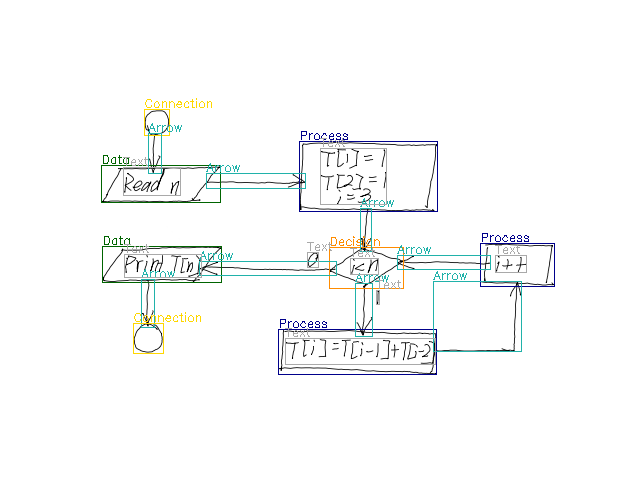 Connection
Arrow
Process
Text
T[1]=1
T[2]=1
i=3
Data
Text
Read n
Arrow
Arrow
Decision
Text
i<n
Text
0
Arrow
Process
Text
i++
Data
Text
Print T[n]
Arrow
Arrow
Arrow
Text
1
Arrow
Connection
Process
Text
T[i]=T[i-1]+T[i-2]